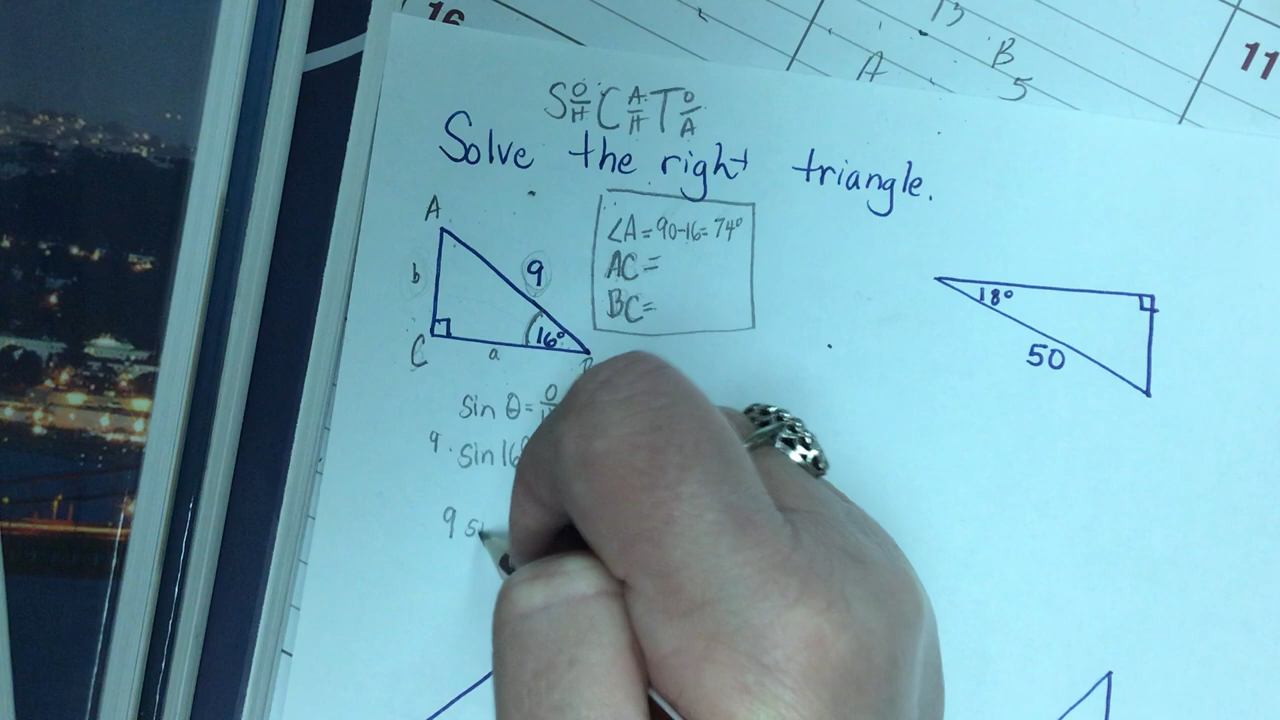 16
13
B
A
5
11
S O/H C A/H T O/A
Solve the right triangle.
A
∠A = 90-16 = 74°
AC =
BC =
b
9
16°
C
a
18°
50
Sin θ = O
9 · Sin 16
9